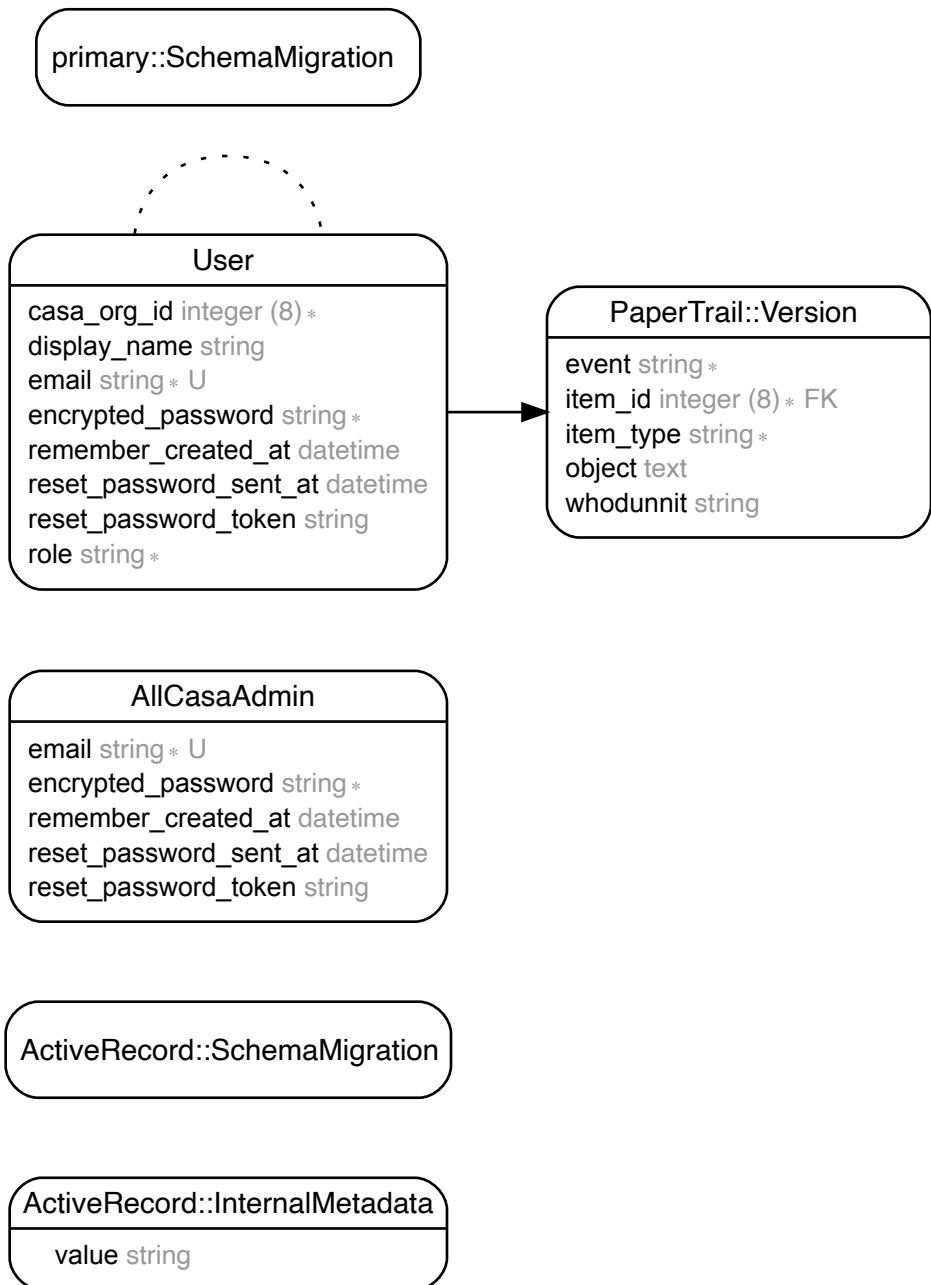 primary::SchemaMigration
User
casa_org_id integer (8) ∗
display_name string
email string ∗ U
encrypted_password string ∗
remember_created_at datetime
reset_password_sent_at datetime
reset_password_token string
role string ∗
PaperTrail::Version
event string ∗
item_id integer (8) ∗ FK
item_type string ∗
object text
whodunnit string
AllCasaAdmin
email string ∗ U
encrypted_password string ∗
remember_created_at datetime
reset_password_sent_at datetime
reset_password_token string
ActiveRecord::SchemaMigration
ActiveRecord::InternalMetadata
value string